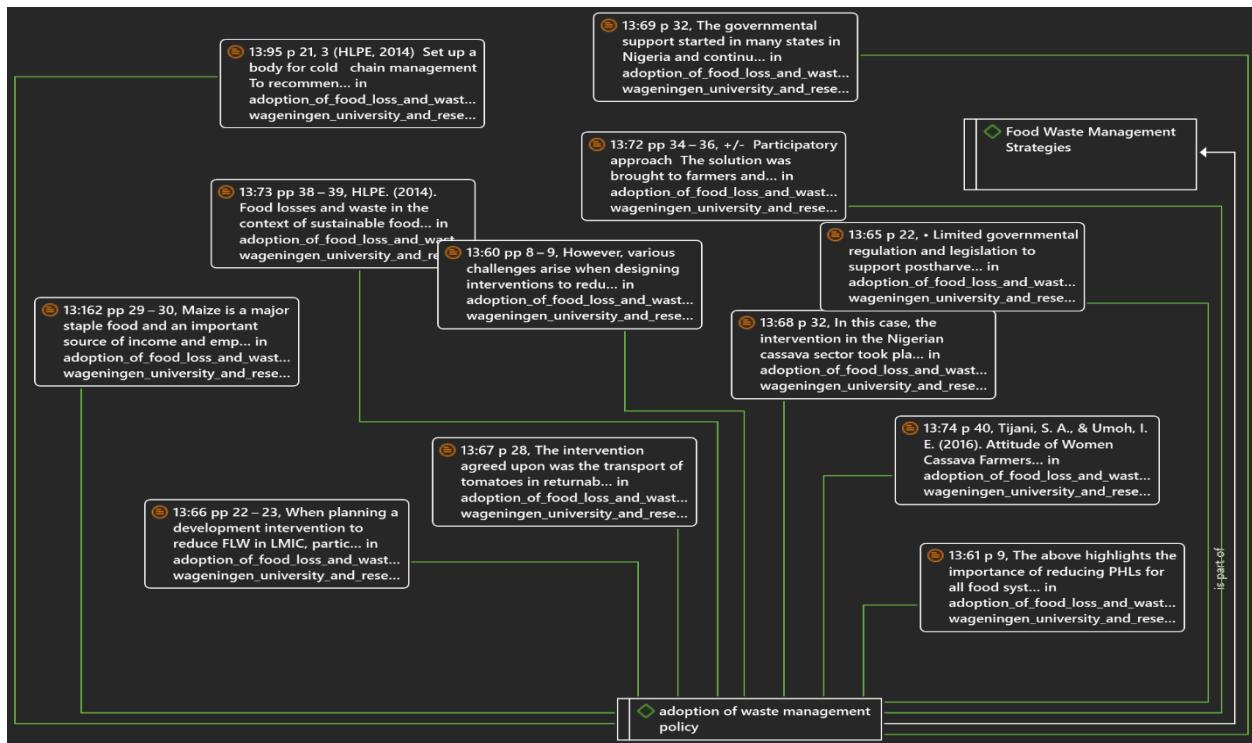 13:69 p 32, The governmental
support started in many states in
Nigeria and continu... in
adoption_of_food_loss_and_wast...
wageningen_university_and_rese...
13:95 p 21, 3 (HLPE, 2014) Set up a
body for cold chain management
To recommen... in
adoption_of_food_loss_and_wast...
wageningen_university_and_rese...
Food Waste Management
Strategies
13:72 pp 34 – 36, +/- Participatory
approach The solution was
brought to farmers and... in
adoption_of_food_loss_and_wast...
wageningen_university_and_rese...
13:73 pp 38 – 39, HLPE. (2014).
Food losses and waste in the
context of sustainable food... in
adoption_of_food_loss_and_wast
wageningen_university_and_re
13:65 p 22, • Limited governmental
regulation and legislation to
support postharve... in
adoption_of_food_loss_and_wast...
wageningen_university_and_rese...
13:60 pp 8 – 9, However, various
challenges arise when designing
interventions to redu... in
adoption_of_food_loss_and_wast...
wageningen_university_and_rese...
13:162 pp 29 – 30, Maize is a major
staple food and an important
source of income and emp... in
adoption_of_food_loss_and_wast...
wageningen_university_and_rese...
13:68 p 32, In this case, the
intervention in the Nigerian
cassava sector took pla... in
adoption_of_food_loss_and_wast...
wageningen_university_and_rese...
13:74 p 40, Tijani, S. A., & Umoh, I.
E. (2016). Attitude of Women
Cassava Farmers... in
adoption_of_food_loss_and_wast...
wageningen_university_and_rese...
13:67 p 28, The intervention
agreed upon was the transport of
tomatoes in returnab... in
adoption_of_food_loss_and_wast...
wageningen_university_and_rese...
13:66 pp 22 – 23, When planning a
development intervention to
reduce FLW in LMIC, partic... in
adoption_of_food_loss_and_wast...
wageningen_university_and_rese...
13:61 p 9, The above highlights the
importance of reducing PHLs for
all food syst... in
adoption_of_food_loss_and_wast...
wageningen_university_and_rese...
is part of
adoption of waste management
policy